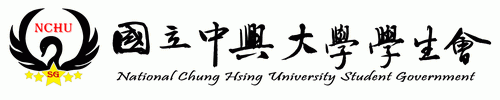 NCHU
SG
國立中興大學學生會
National Chung Hsing University Student Government